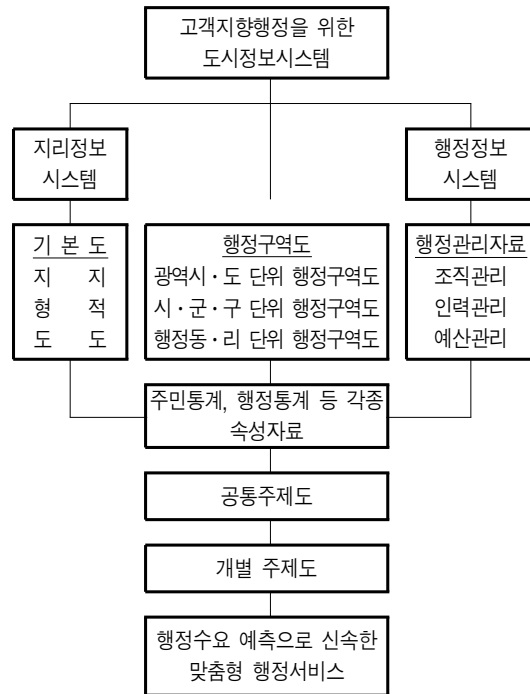 고객지향행정을 위한
도시정보시스템
지리정보
시스템
행정정보
시스템
기 본 도
지 지
형 적
도 도
행정구역도
광역시·도 단위 행정구역도
시·군·구 단위 행정구역도
행정동·리 단위 행정구역도
행정관리자료
조직관리
인력관리
예산관리
주민통계, 행정통계 등 각종
속성자료
공통주제도
개별 주제도
행정수요 예측으로 신속한
맞춤형 행정서비스